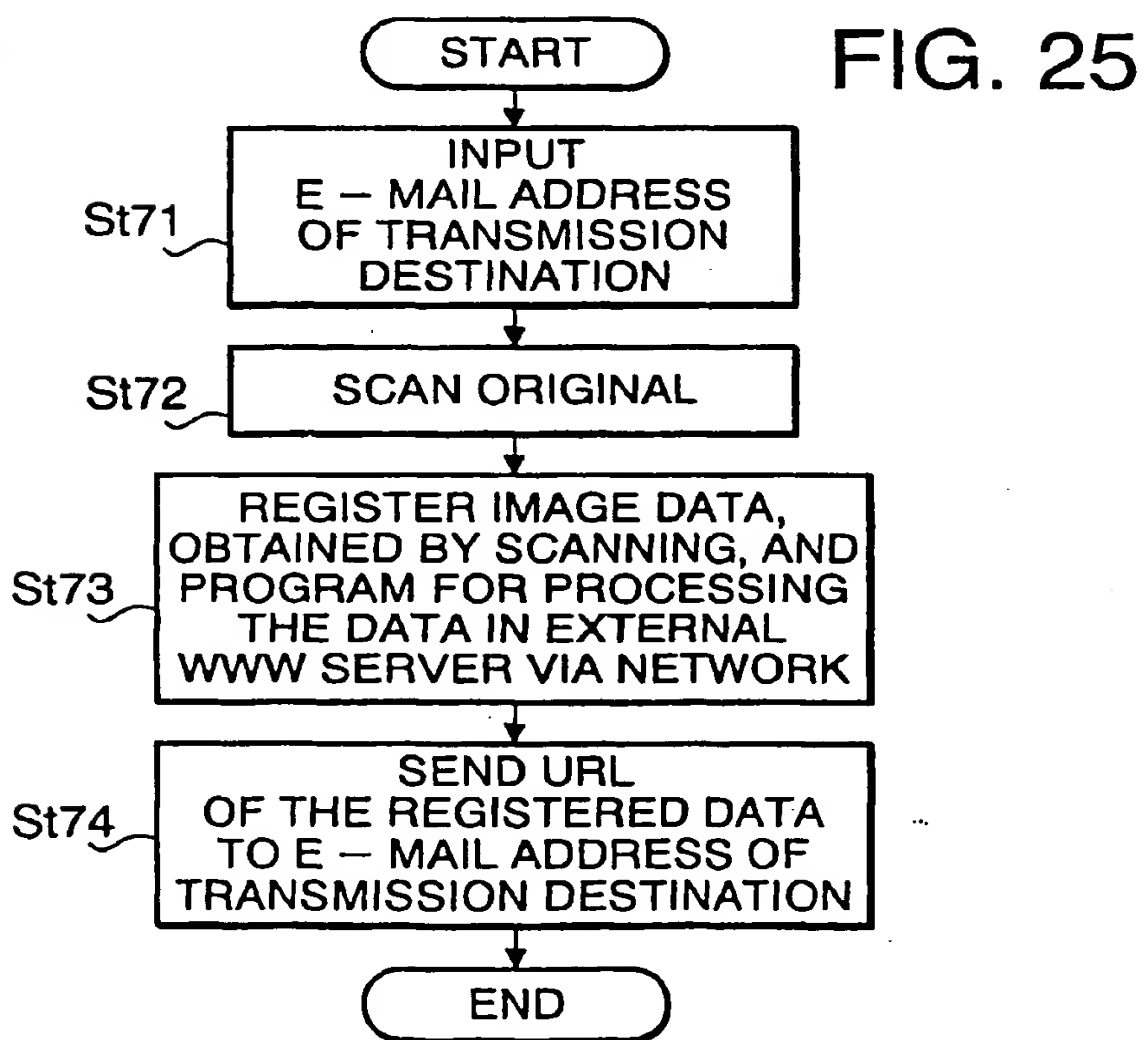 FIG. 25
START
St71
INPUT
E – MAIL ADDRESS
OF TRANSMISSION
DESTINATION
St72
SCAN ORIGINAL
St73
REGISTER IMAGE DATA,
OBTAINED BY SCANNING, AND
PROGRAM FOR PROCESSING
THE DATA IN EXTERNAL
WWW SERVER VIA NETWORK
St74
SEND URL
OF THE REGISTERED DATA
TO E – MAIL ADDRESS OF
TRANSMISSION DESTINATION
END